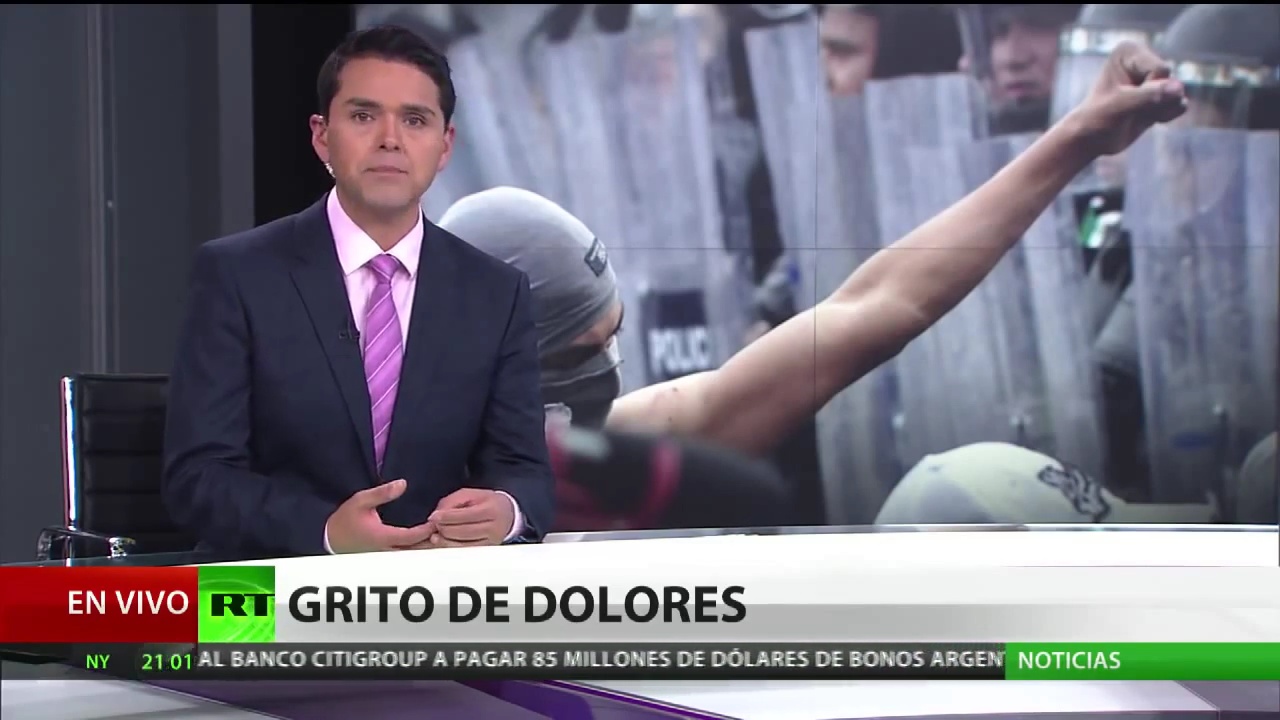 POLIC
EN VIVO RT GRITO DE DOLORES
NY 21:01 AL BANCO CITIGROUP A PAGAR 85 MILLONES DE DÓLARES DE BONOS ARGENT NOTICIAS